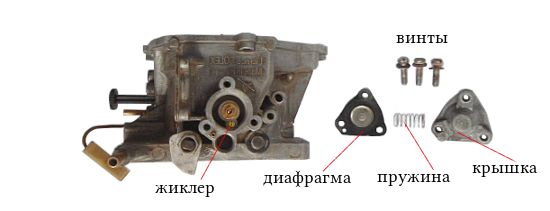 винты
жиклер
диафрагма
пружина
крышка